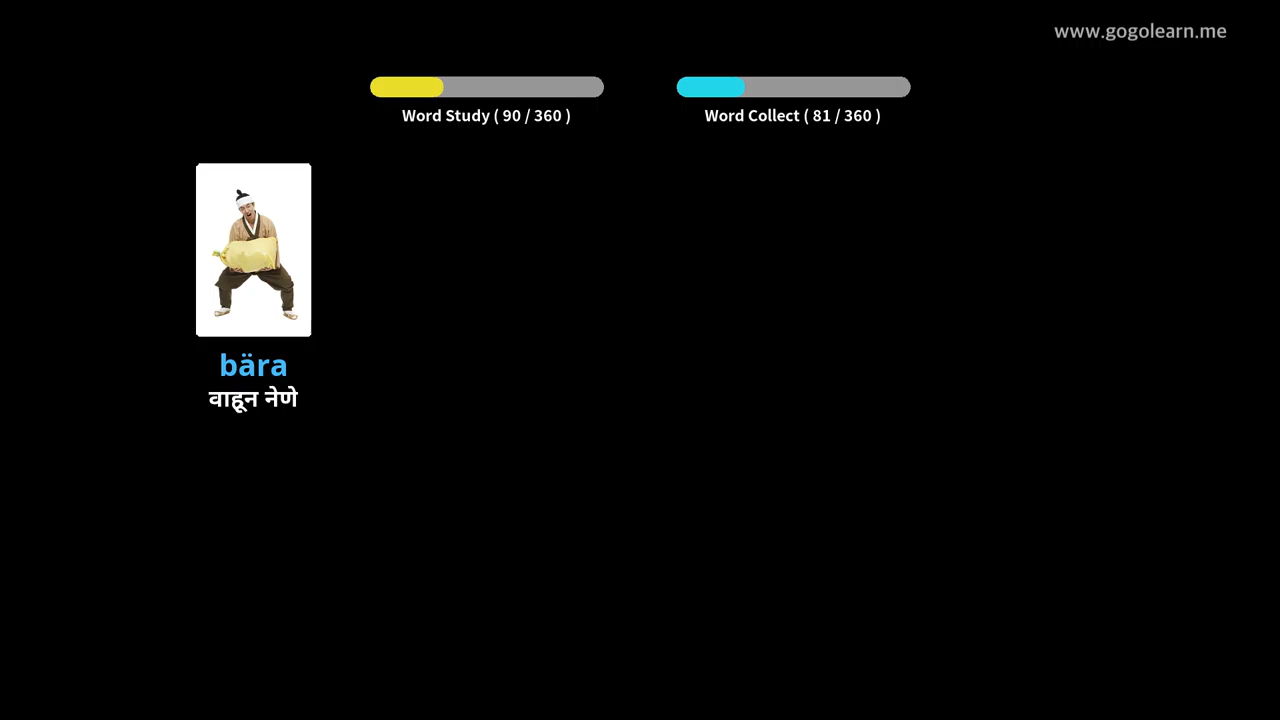 www.gogolearn.me
Word Study ( 90 / 360 )
Word Collect ( 81 / 360 )
bära
वाहून नेणे